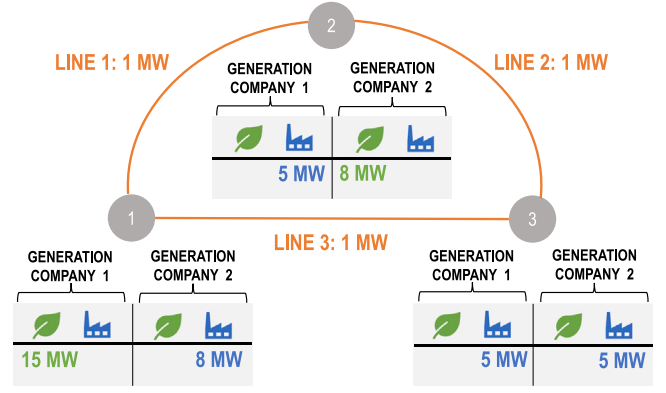 2
LINE 1: 1 MW
LINE 2: 1 MW
GENERATION COMPANY 1
GENERATION COMPANY 2
5 MW
8 MW
1
3
LINE 3: 1 MW
GENERATION COMPANY 1
GENERATION COMPANY 2
15 MW
8 MW
GENERATION COMPANY 1
GENERATION COMPANY 2
5 MW
5 MW